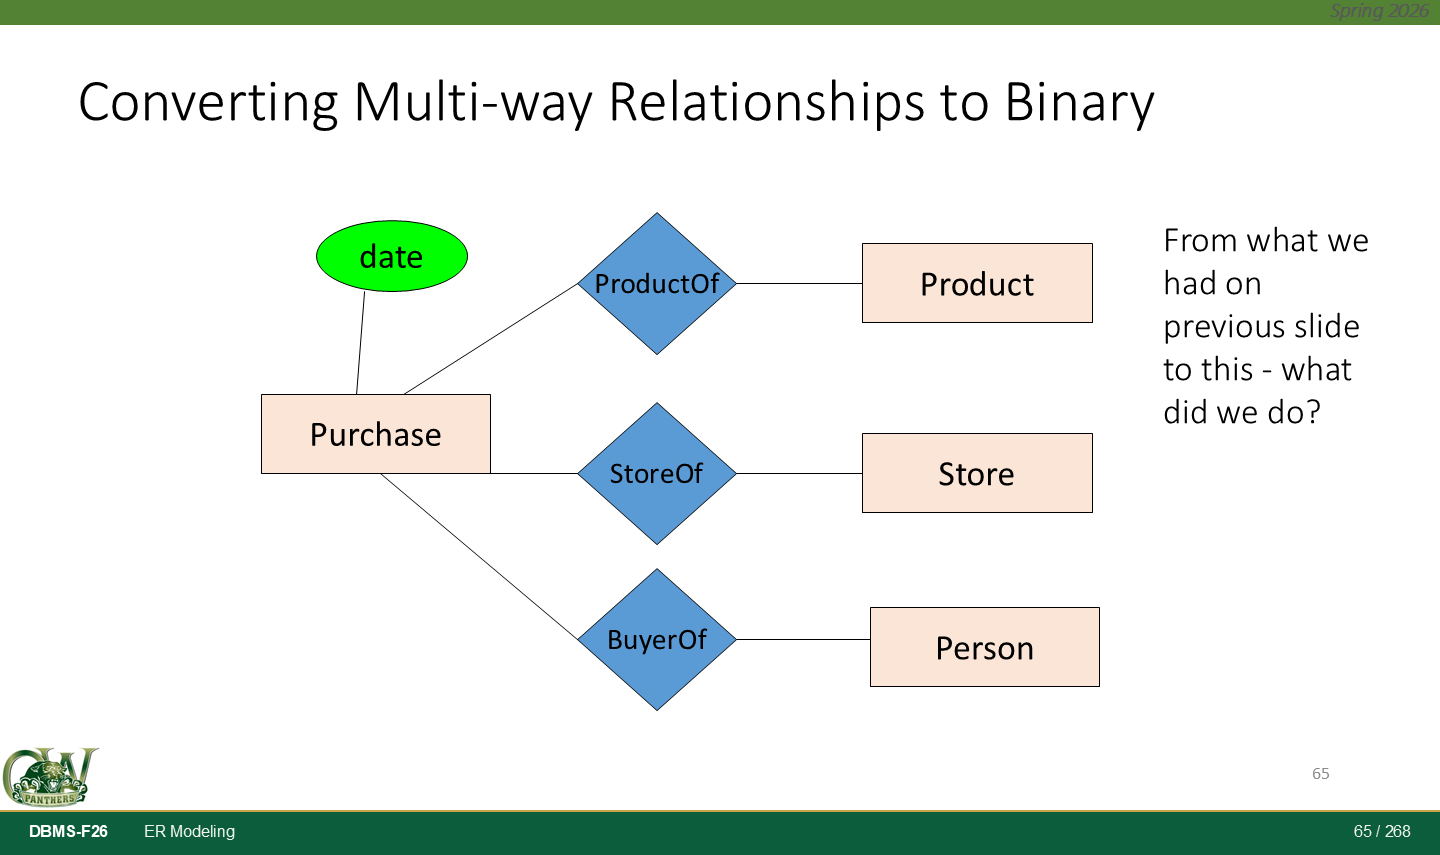 Spring 2026
Converting Multi-way Relationships to Binary
date
ProductOf
Product
From what we
had on
previous slide
to this - what
did we do?
Purchase
StoreOf
Store
BuyerOf
Person
OW
PANTHERS
65
DBMS-F26
ER Modeling
65 / 268